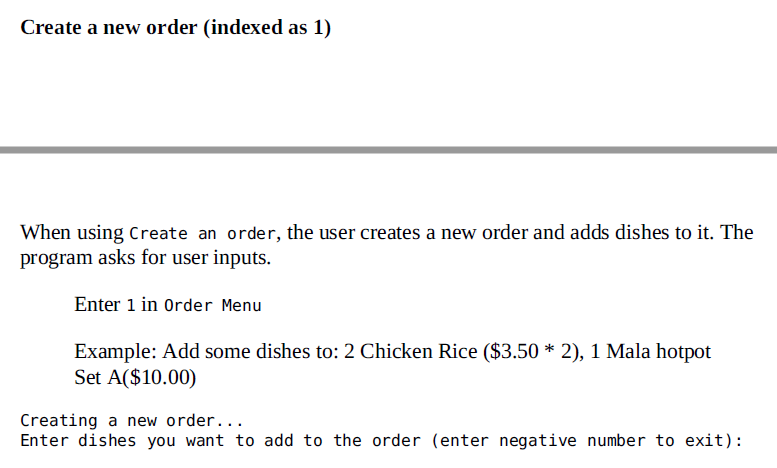 Create a new order (indexed as 1)
When using Create an order, the user creates a new order and adds dishes to it. The
program asks for user inputs.
Enter 1 in Order Menu
Example: Add some dishes to: 2 Chicken Rice ($3.50 * 2), 1 Mala hotpot
Set A($10.00)
Creating a new order...
Enter dishes you want to add to the order (enter negative number to exit):